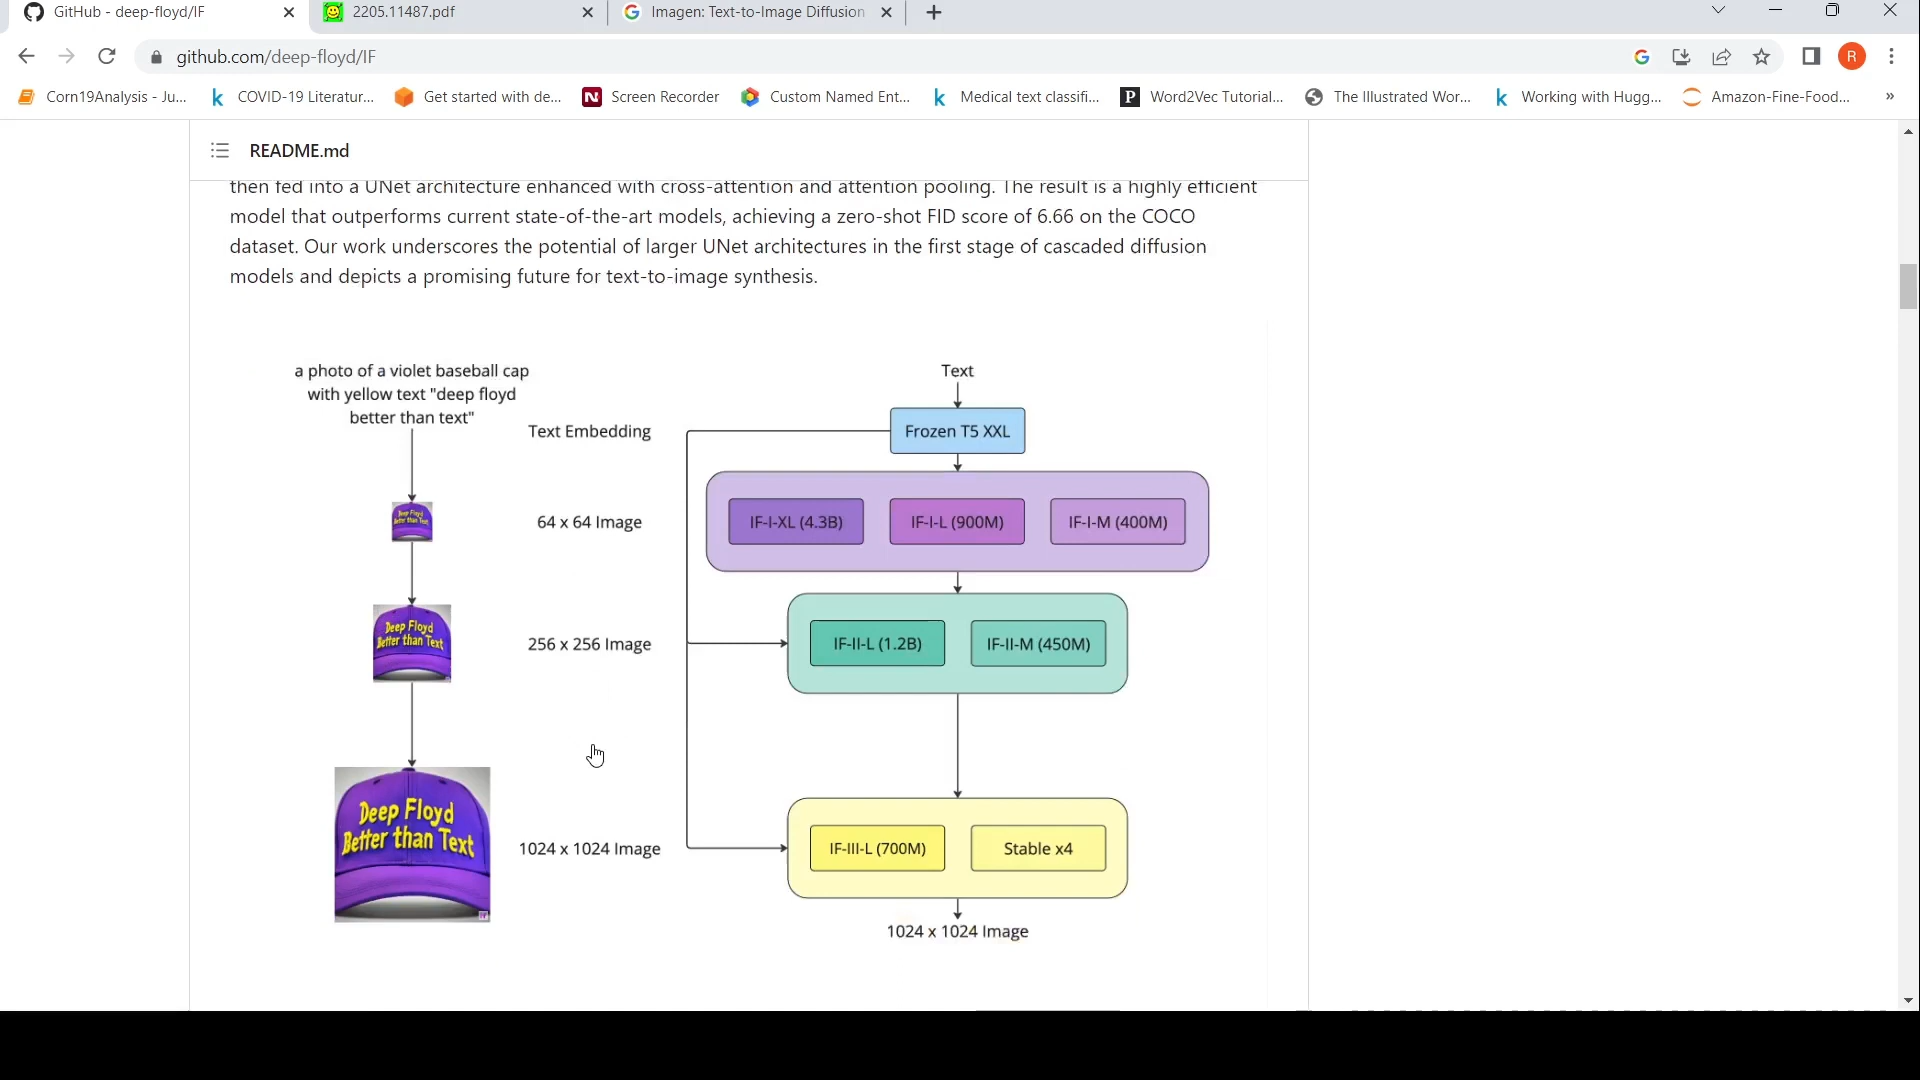 GitHub - deep-floyd/IF
2205.11487.pdf
Imagen: Text-to-Image Diffusion
github.com/deep-floyd/IF
R
Corn19Analysis - Ju...
COVID-19 Literatur...
Get started with de...
Screen Recorder
Custom Named Ent...
Medical text classifi...
Word2Vec Tutorial...
The Illustrated Wor...
Working with Hugg...
Amazon-Fine-Food...
»
README.md
then fed into a UNet architecture enhanced with cross-attention and attention pooling. The result is a highly efficient
model that outperforms current state-of-the-art models, achieving a zero-shot FID score of 6.66 on the COCO
dataset. Our work underscores the potential of larger UNet architectures in the first stage of cascaded diffusion
models and depicts a promising future for text-to-image synthesis.
a photo of a violet baseball cap
with yellow text "deep floyd
better than text"
Text
Text Embedding
Frozen T5 XXL
Deep Floyd
Better than Text
64 x 64 Image
IF-I-XL (4.3B)
IF-I-L (900M)
IF-I-M (400M)
Deep Floyd
Better than Text
256 x 256 Image
IF-II-L (1.2B)
IF-II-M (450M)
Deep Floyd
Better than Text
1024 x 1024 Image
IF-III-L (700M)
Stable x4
1024 x 1024 Image